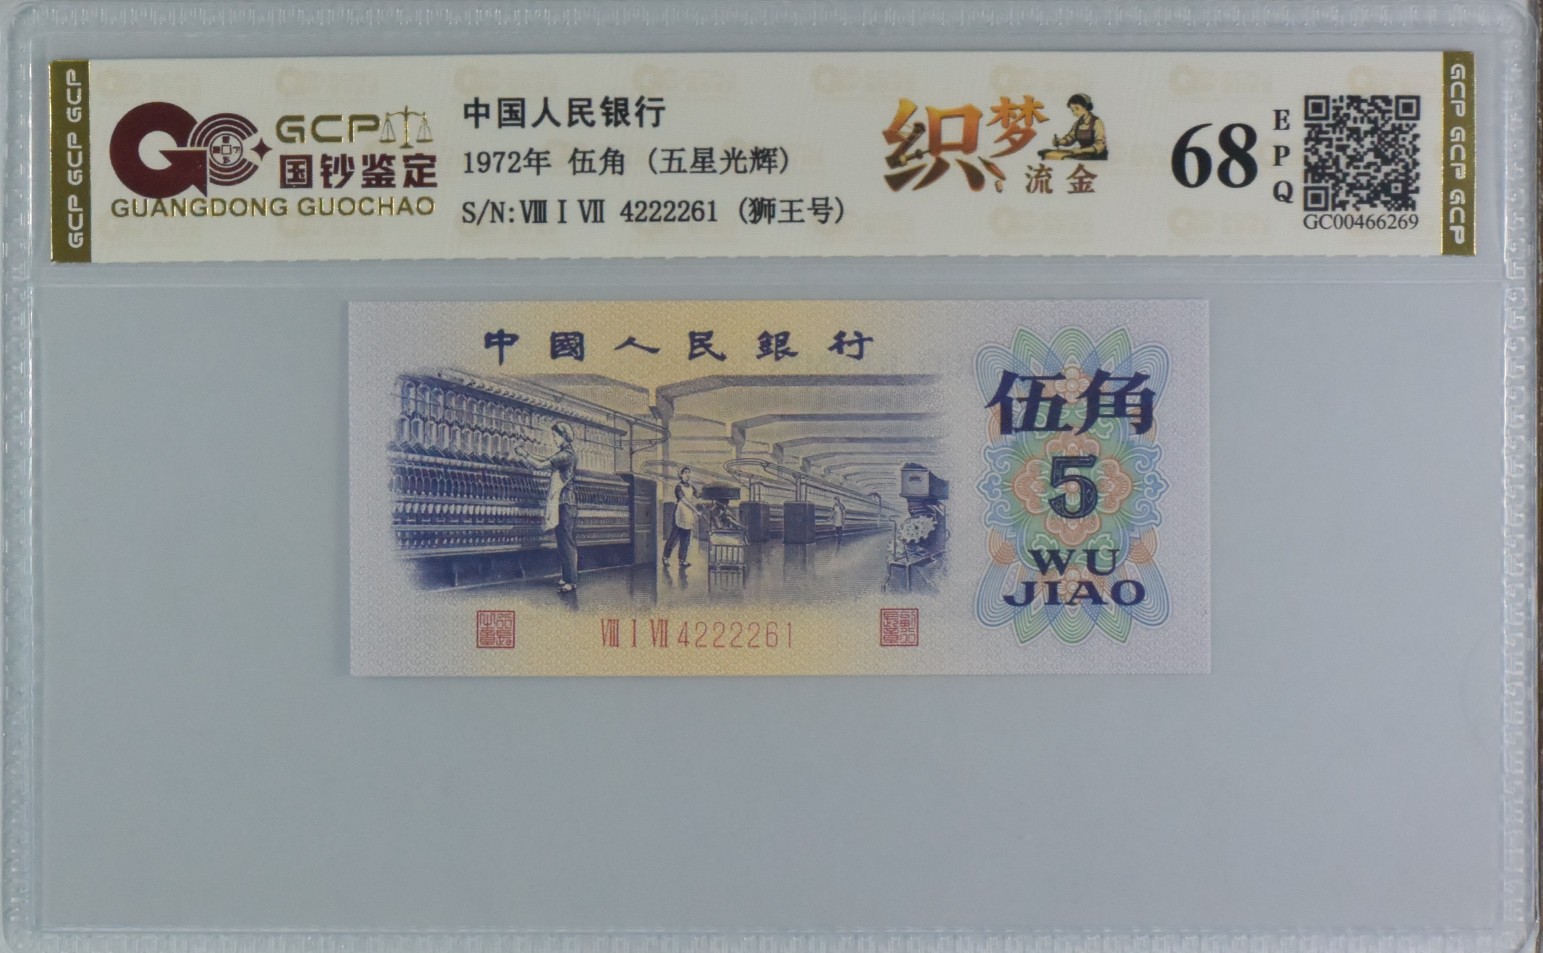 GCP GCP GCP
GCP
国钞鉴定
GUANGDONG GUOCHAO
中国人民银行
1972年 伍角 (五星光辉)
S/N:Ⅷ Ⅰ Ⅶ 4222261 (狮王号)
织梦
流金
68
EPQ
GC00466269
GCP GCP GCP
中國人民銀行
伍角
5
WU
JIAO
Ⅷ Ⅰ Ⅶ 4222261